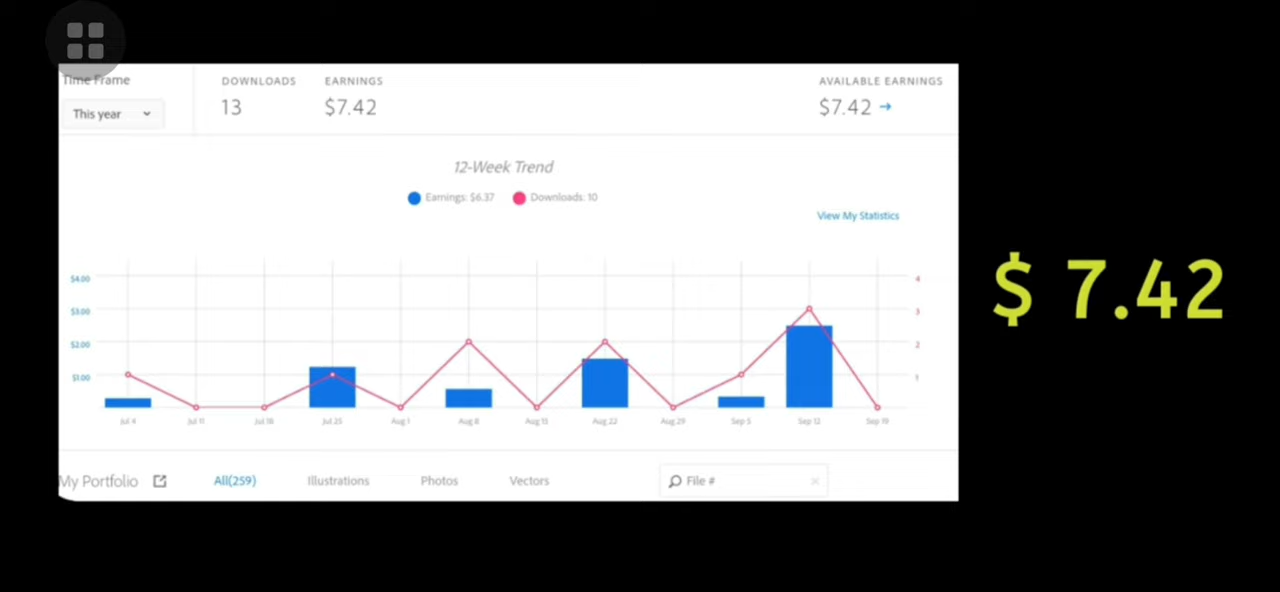 Time Frame
DOWNLOADS EARNINGS AVAILABLE EARNINGS
This year 13 $7.42 $7.42 →
12-Week Trend
Earnings: $6.37 Downloads: 10
View My Statistics
$ 7.42
$4.00 4
$3.00 3
$2.00 2
$1.00 1
Jul 4 Jul 11 Jul 18 Jul 25 Aug 1 Aug 8 Aug 15 Aug 22 Aug 29 Sep 5 Sep 12 Sep 19
My Portfolio All(259) Illustrations Photos Vectors File # ×